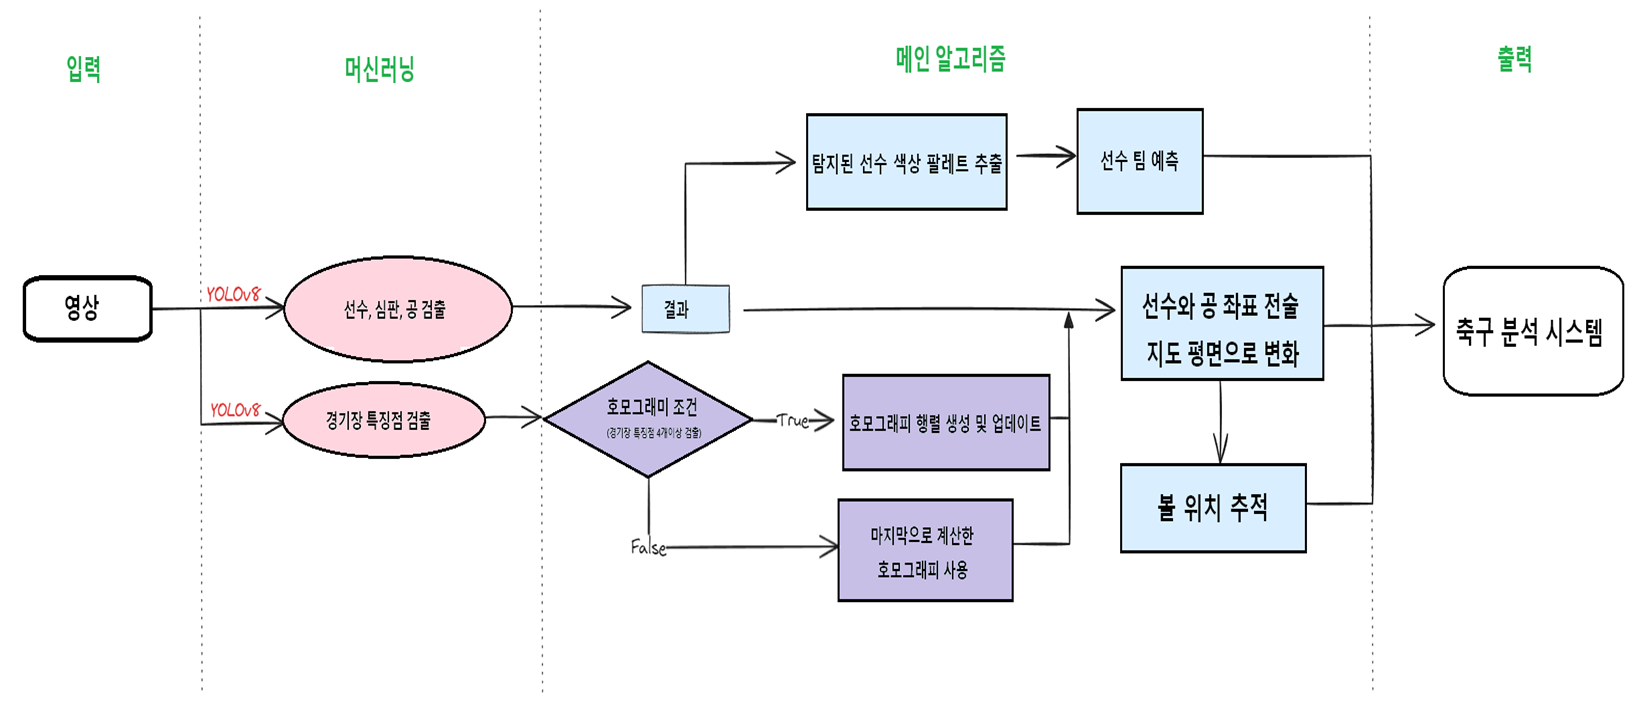 입력
머신러닝
메인 알고리즘
출력
탐지된 선수 색상 팔레트 추출
선수 팀 예측
영상
YOLOv8
선수, 심판, 공 검출
결과
선수와 공 좌표 전술
지도 평면으로 변화
축구 분석 시스템
YOLOv8
경기장 특징점 검출
호모그래미 조건
(경기장 특징점 4개이상 검출)
True
호모그래피 행렬 생성 및 업데이트
볼 위치 추적
False
마지막으로 계산한
호모그래피 사용